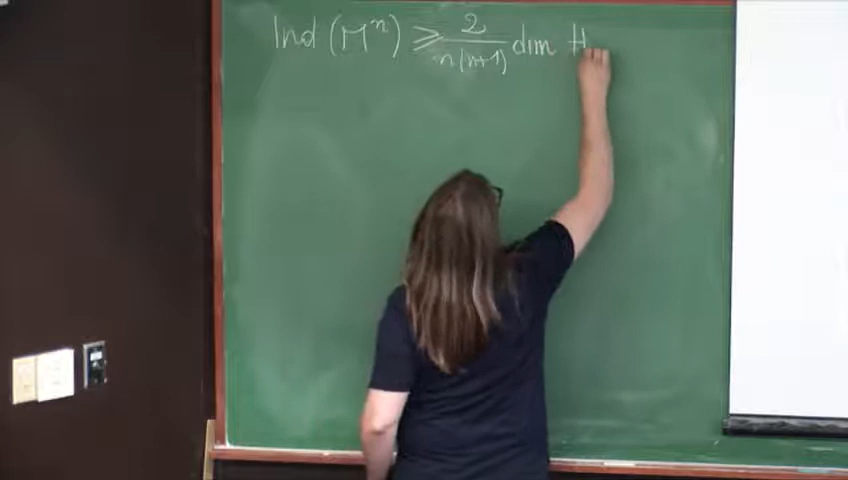 Ind (M^n) ≥ 2/(n(n+1)) dim H